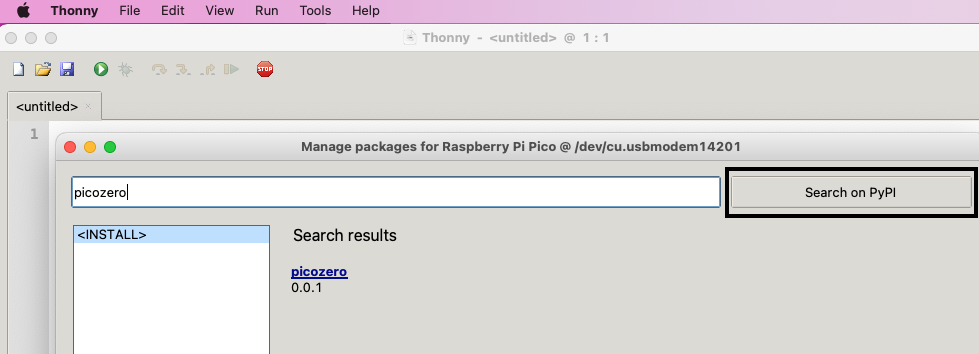 Thonny File Edit View Run Tools Help
Thonny - <untitled> @ 1 : 1
STOP
<untitled>
1
Manage packages for Raspberry Pi Pico @ /dev/cu.usbmodem14201
picozero
Search on PyPI
<INSTALL>
Search results
picozero
0.0.1